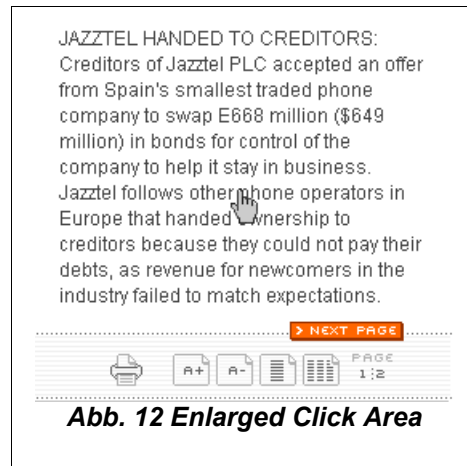 JAZZTEL HANDED TO CREDITORS:
Creditors of Jazztel PLC accepted an offer
from Spain's smallest traded phone
company to swap E668 million ($649
million) in bonds for control of the
company to help it stay in business.
Jazztel follows other phone operators in
Europe that handed ownership to
creditors because they could not pay their
debts, as revenue for newcomers in the
industry failed to match expectations.
> NEXT PAGE
A+ A- PAGE
1 2
Abb. 12 Enlarged Click Area